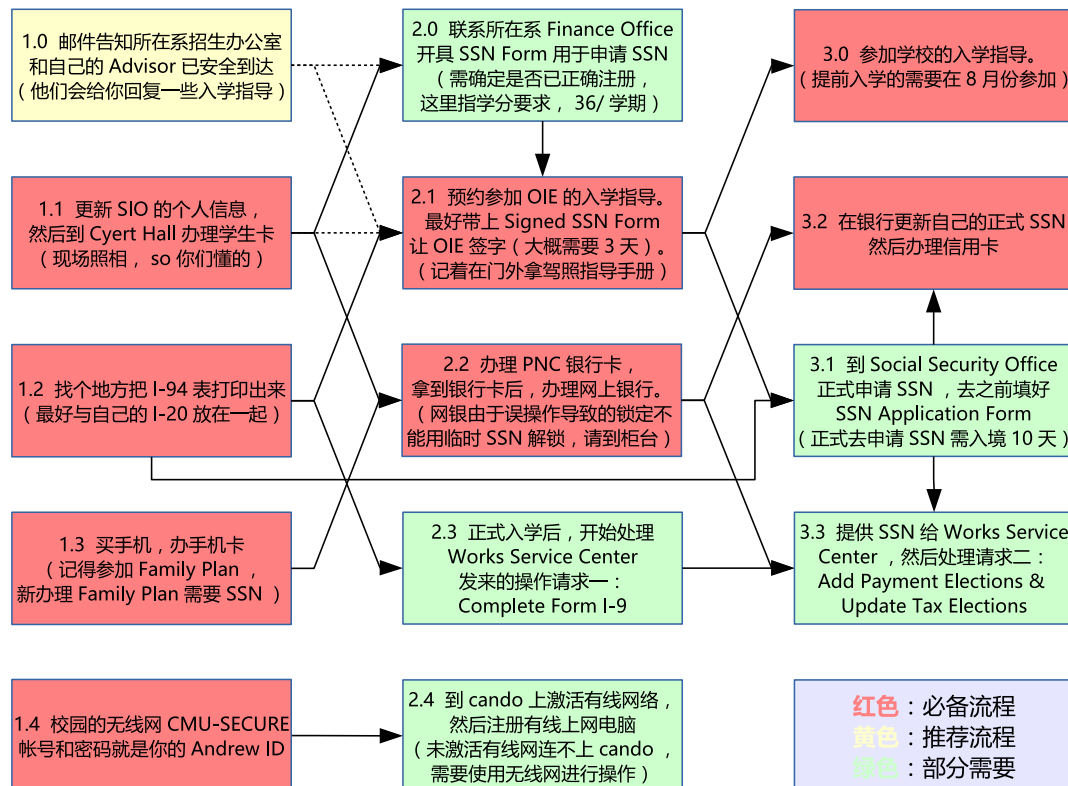 1.0 邮件告知所在系招生办公室
和自己的 Advisor 已安全到达
（他们会给你回复一些入学指导）
2.0 联系所在系 Finance Office
开具 SSN Form 用于申请 SSN
（需确定是否已正确注册，
这里指学分要求， 36/ 学期）
3.0 参加学校的入学指导。
（提前入学的需要在 8 月份参加）
1.1 更新 SIO 的个人信息，
然后到 Cyert Hall 办理学生卡
（现场照相， so 你们懂的）
2.1 预约参加 OIE 的入学指导。
最好带上 Signed SSN Form
让 OIE 签字（大概需要 3 天）。
（记着在门外拿驾照指导手册）
3.2 在银行更新自己的正式 SSN
然后办理信用卡
1.2 找个地方把 I-94 表打印出来
（最好与自己的 I-20 放在一起）
2.2 办理 PNC 银行卡，
拿到银行卡后，办理网上银行。
（网银由于误操作导致的锁定不
能用临时 SSN 解锁，请到柜台）
3.1 到 Social Security Office
正式申请 SSN ，去之前填好
SSN Application Form
（正式去申请 SSN 需入境 10 天）
1.3 买手机，办手机卡
（记得参加 Family Plan ，
新办理 Family Plan 需要 SSN ）
2.3 正式入学后，开始处理
Works Service Center
发来的操作请求一：
Complete Form I-9
3.3 提供 SSN 给 Works Service
Center ，然后处理请求二：
Add Payment Elections &
Update Tax Elections
1.4 校园的无线网 CMU-SECURE
帐号和密码就是你的 Andrew ID
2.4 到 cando 上激活有线网络，
然后注册有线上网电脑
（未激活有线网连不上 cando ，
需要使用无线网进行操作）
红色：必备流程
黄色：推荐流程
绿色：部分需要